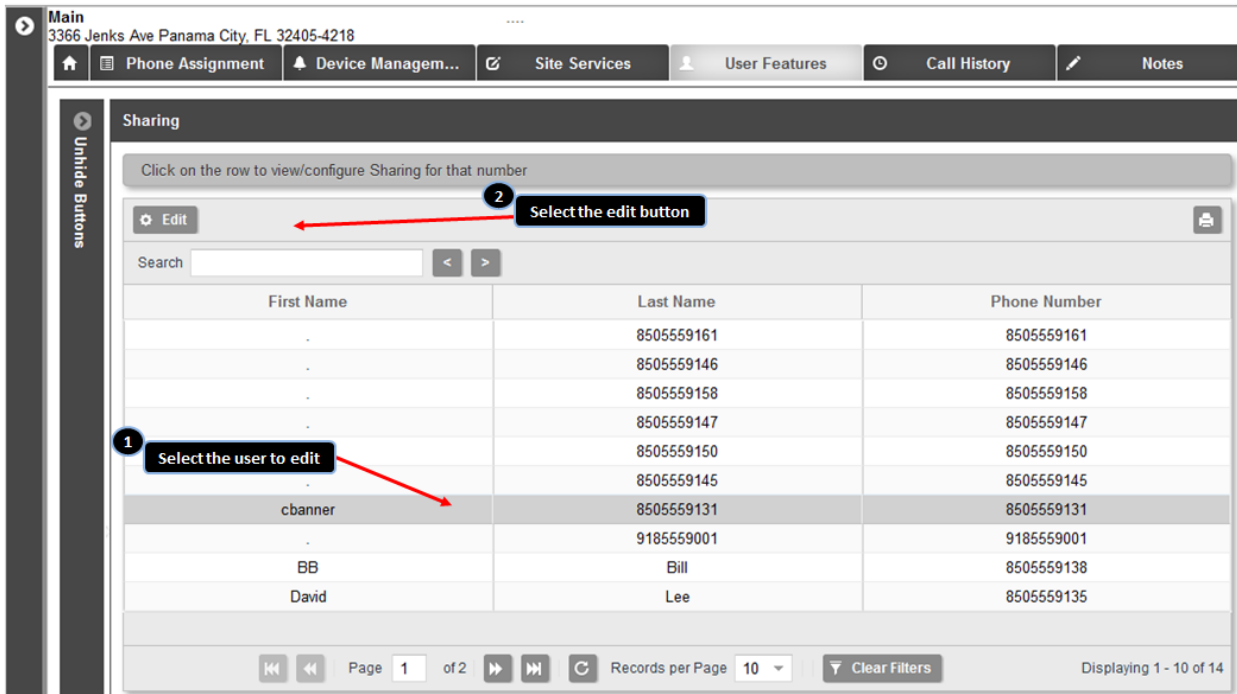 Main
....
3366 Jenks Ave Panama City, FL 32405-4218
Phone Assignment Device Managem... Site Services User Features Call History Notes
Unhide Buttons
Sharing
Click on the row to view/configure Sharing for that number
2
Select the edit button
Edit
Search < >
First Name Last Name Phone Number
. 8505559161 8505559161
. 8505559146 8505559146
. 8505559158 8505559158
. 8505559147 8505559147
1
Select the user to edit
8505559150 8505559150
. 8505559145 8505559145
cbanner 8505559131 8505559131
. 9185559001 9185559001
BB Bill 8505559138
David Lee 8505559135
Page 1 of 2 Records per Page 10 Clear Filters Displaying 1 - 10 of 14